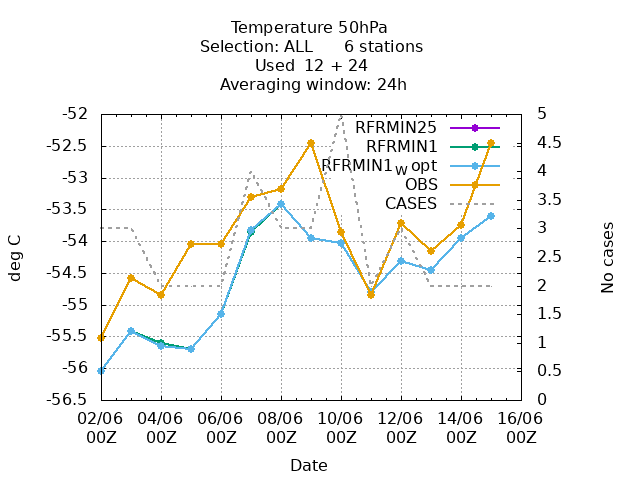 Temperature 50hPa
Selection: ALL 6 stations
Used 12 + 24
Averaging window: 24h
-52
-52.5
-53
-53.5
-54
-54.5
-55
-55.5
-56
-56.5
deg C
5
4.5
4
3.5
3
2.5
2
1.5
1
0.5
0
No cases
RFRMIN25
RFRMIN1
RFRMIN1wopt
OBS
CASES
02/06 04/06 06/06 08/06 10/06 12/06 14/06 16/06
00Z 00Z 00Z 00Z 00Z 00Z 00Z 00Z
Date